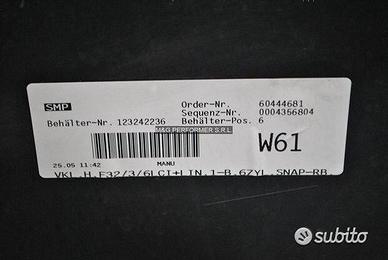 SMP
Order-Nr. 60444681
Sequenz-Nr. 0004356804
Behälter-Nr. 123242236 Behälter-Pos. 6
M&G PERFORMER S.R.L.
W61
25.05 11:42 MANU
VKL.H.F32/3/6LCI+LIN.1-B.6ZYL.SNAP-RB
subito